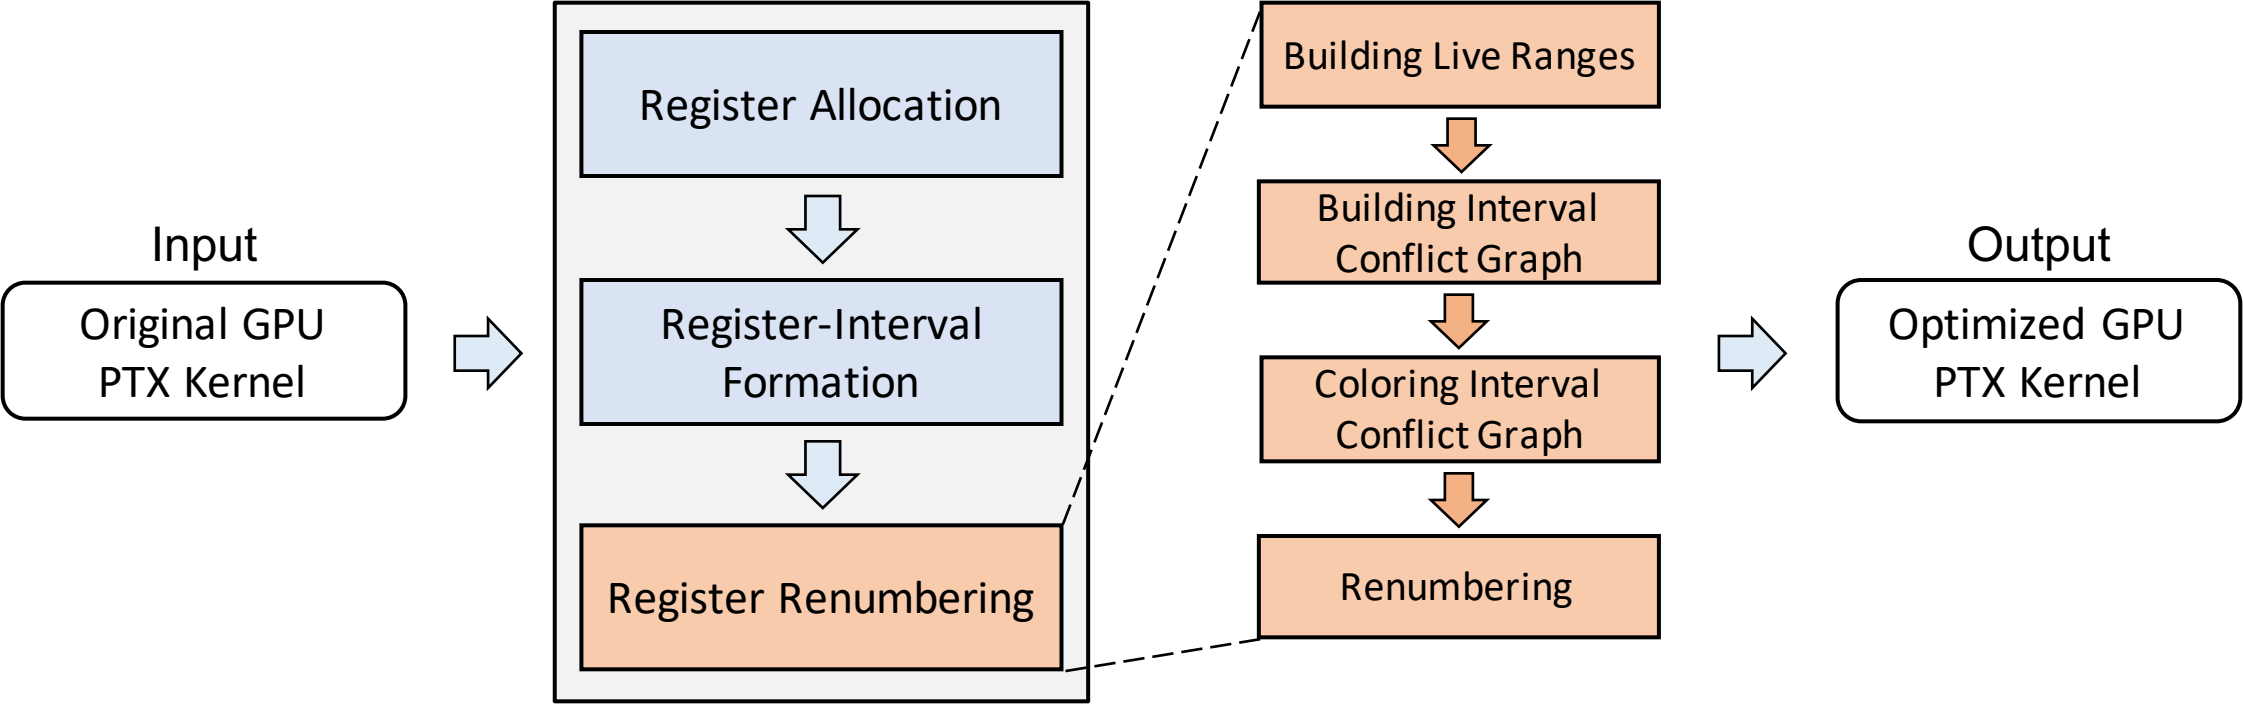 Input
Original GPU
PTX Kernel
Register Allocation
Register-Interval
Formation
Register Renumbering
Building Live Ranges
Building Interval
Conflict Graph
Coloring Interval
Conflict Graph
Renumbering
Output
Optimized GPU
PTX Kernel